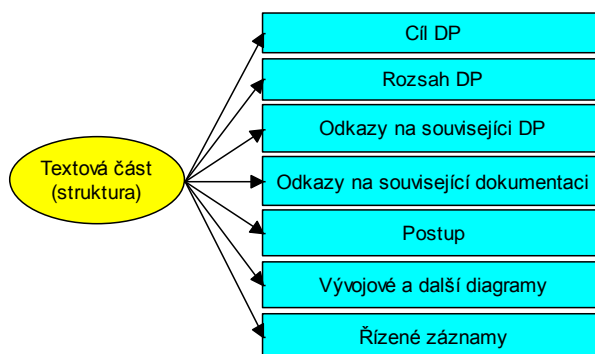 Textová část
(struktura)
Cíl DP
Rozsah DP
Odkazy na souvisejíci DP
Odkazy na související dokumentaci
Postup
Vývojové a další diagramy
Řízené záznamy